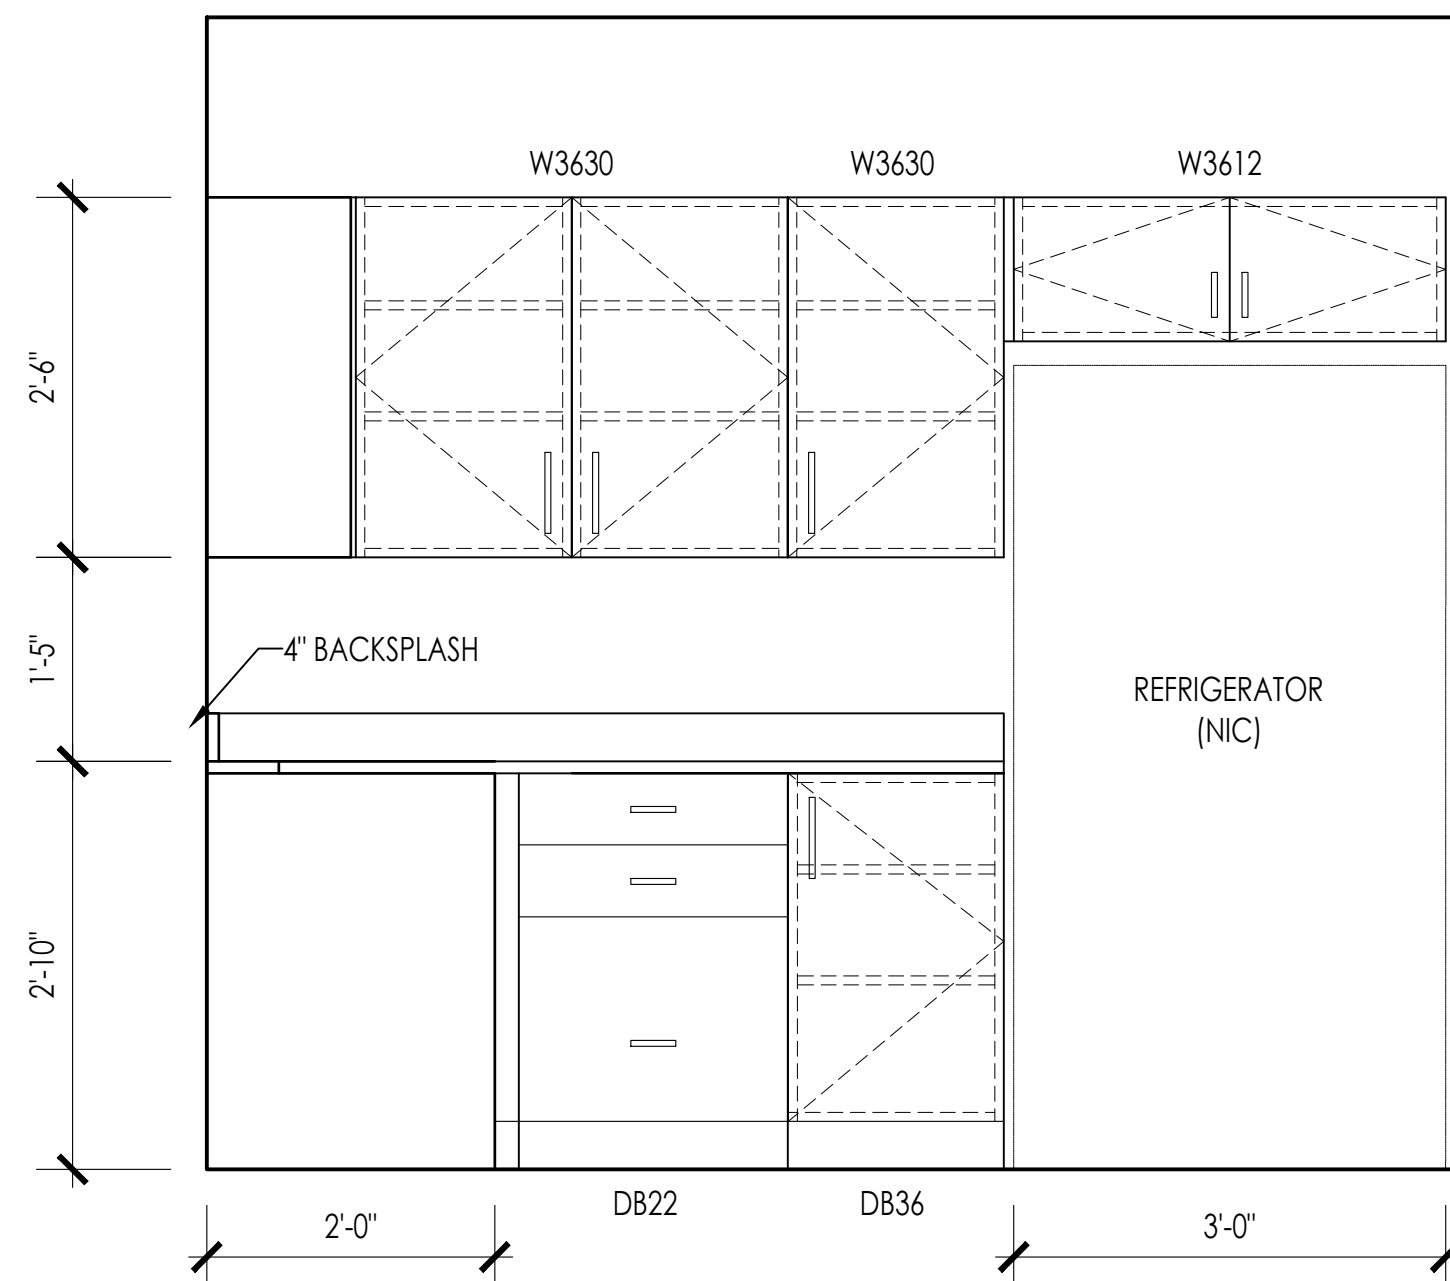 W3630
W3630
W3612
2'-6"
1'-5"
4" BACKSPLASH
REFRIGERATOR
(NIC)
2'-10"
DB22
DB36
2'-0"
3'-0"